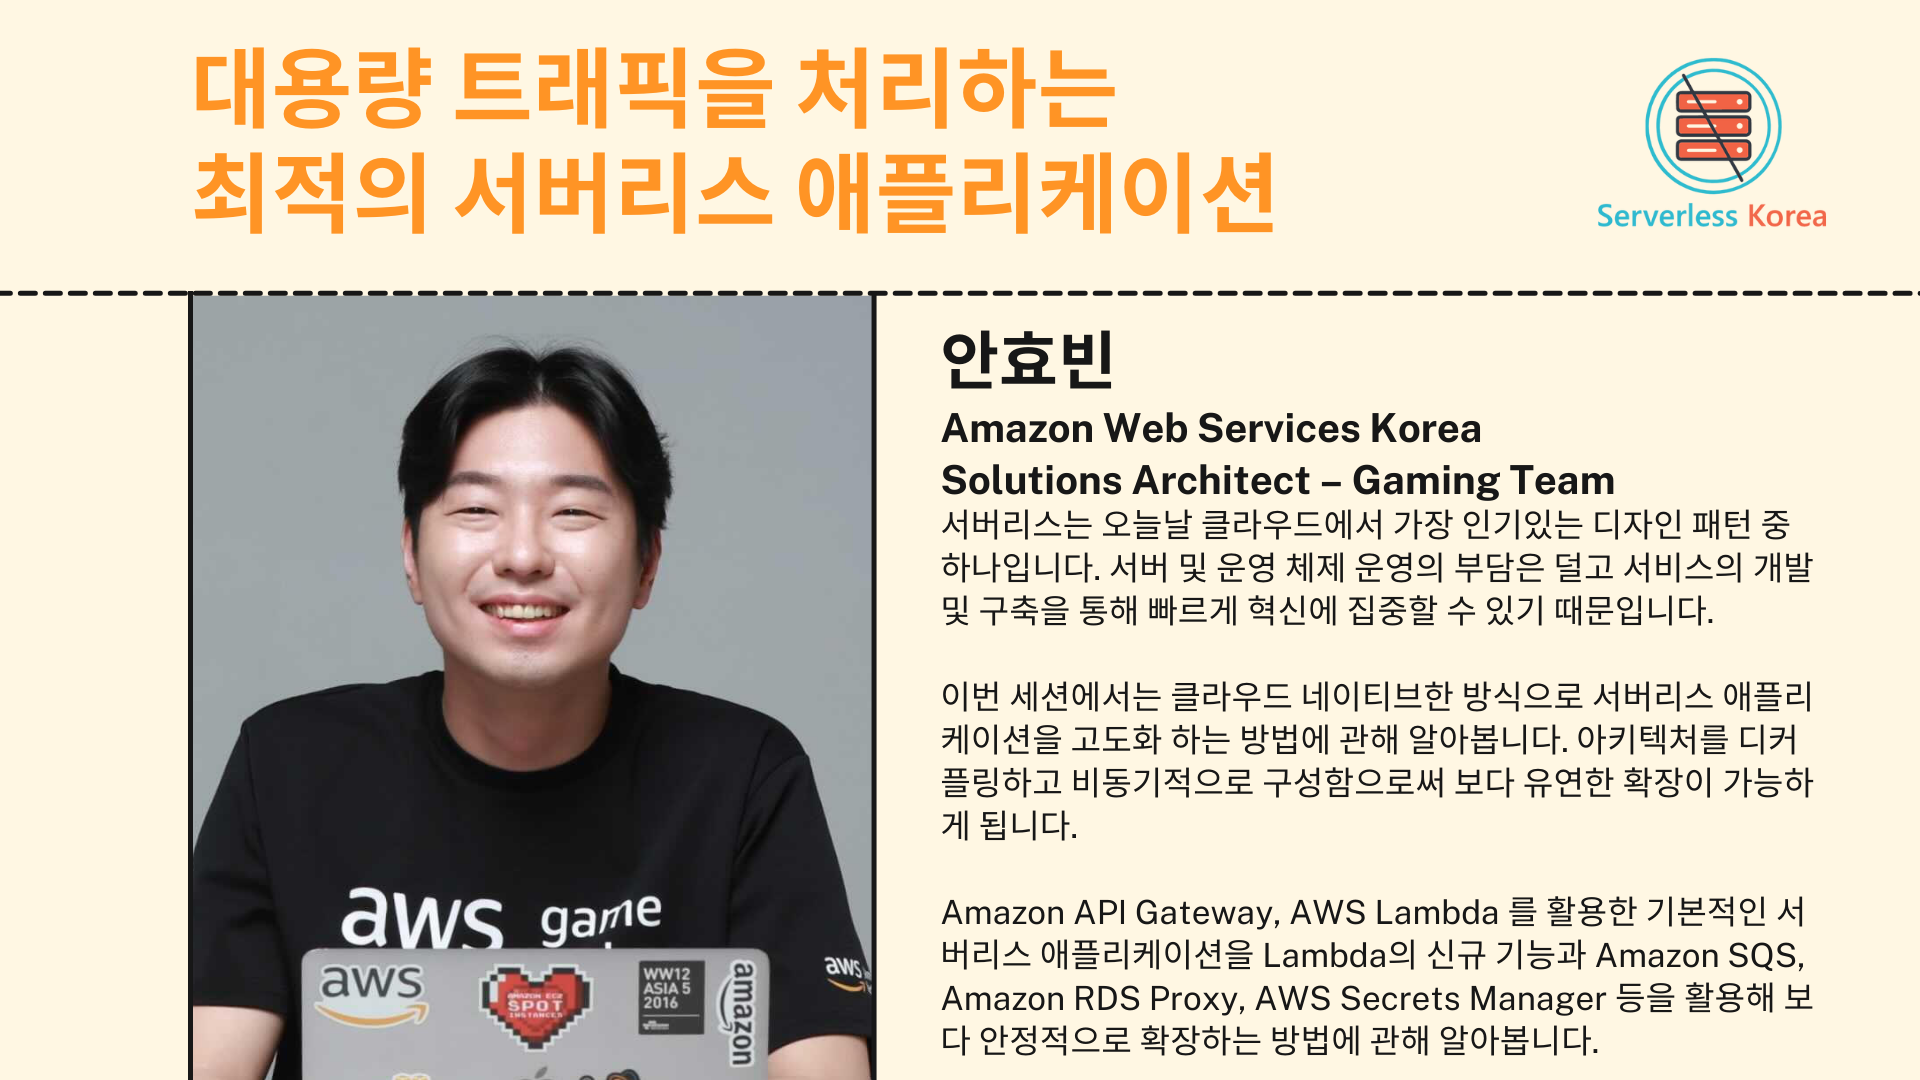 대용량 트래픽을 처리하는
최적의 서버리스 애플리케이션
Serverless Korea
안효빈
Amazon Web Services Korea
Solutions Architect – Gaming Team
서버리스는 오늘날 클라우드에서 가장 인기있는 디자인 패턴 중
하나입니다. 서버 및 운영 체제 운영의 부담은 덜고 서비스의 개발
및 구축을 통해 빠르게 혁신에 집중할 수 있기 때문입니다.
이번 세션에서는 클라우드 네이티브한 방식으로 서버리스 애플리
케이션을 고도화 하는 방법에 관해 알아봅니다. 아키텍처를 디커
플링하고 비동기적으로 구성함으로써 보다 유연한 확장이 가능하
게 됩니다.
Amazon API Gateway, AWS Lambda 를 활용한 기본적인 서
버리스 애플리케이션을 Lambda의 신규 기능과 Amazon SQS,
Amazon RDS Proxy, AWS Secrets Manager 등을 활용해 보
다 안정적으로 확장하는 방법에 관해 알아봅니다.
aws game
aws
aws
AMAZON EC2
SPOT
INSTANCES
WW12
ASIA 5
2016
amazon